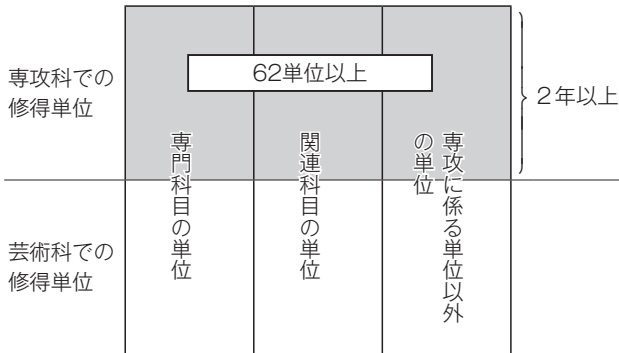 専攻科での
修得単位
62単位以上
2年以上
専門科目の単位
関連科目の単位
専攻に係る単位以外
の単位
芸術科での
修得単位